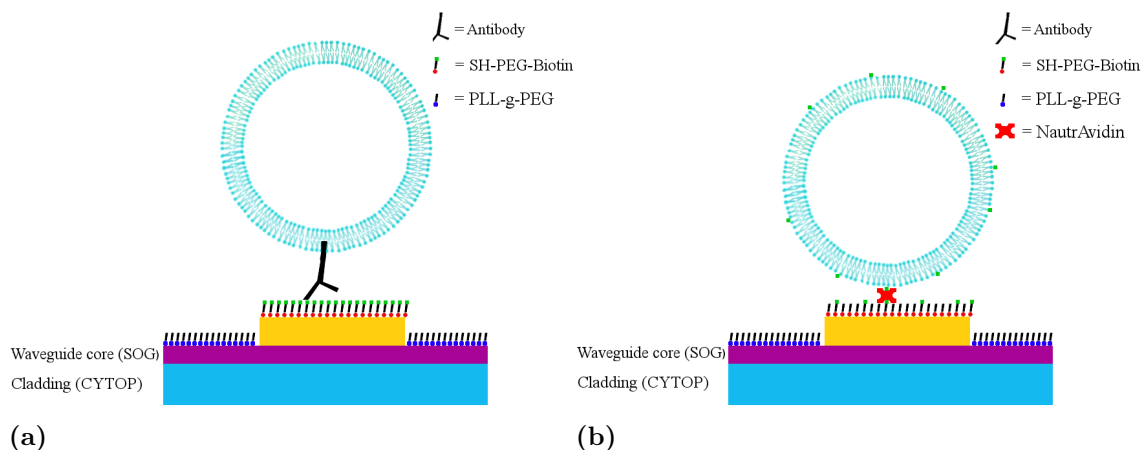 = Antibody
= SH-PEG-Biotin
= PLL-g-PEG
Waveguide core (SOG)
Cladding (CYTOP)
(a)
= Antibody
= SH-PEG-Biotin
= PLL-g-PEG
= NautrAvidin
Waveguide core (SOG)
Cladding (CYTOP)
(b)